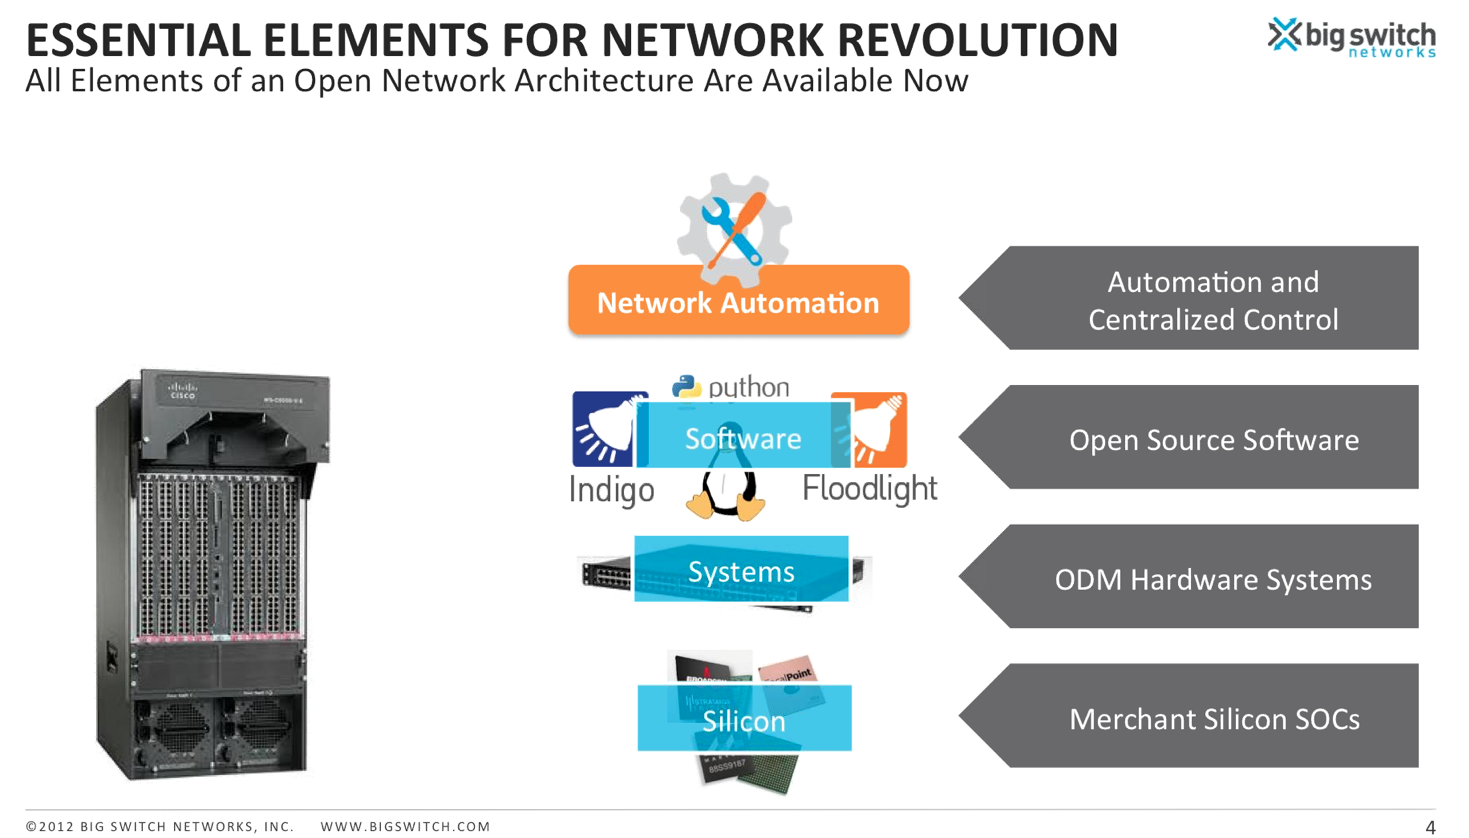 ESSENTIAL ELEMENTS FOR NETWORK REVOLUTION
All Elements of an Open Network Architecture Are Available Now
big switch
networks
Network Automation
Automation and
Centralized Control
cisco
python
Software
Indigo
Floodlight
Open Source Software
Systems
ODM Hardware Systems
Silicon
88SS9187
Merchant Silicon SOCs
©2012 BIG SWITCH NETWORKS, INC. WWW.BIGSWITCH.COM
4